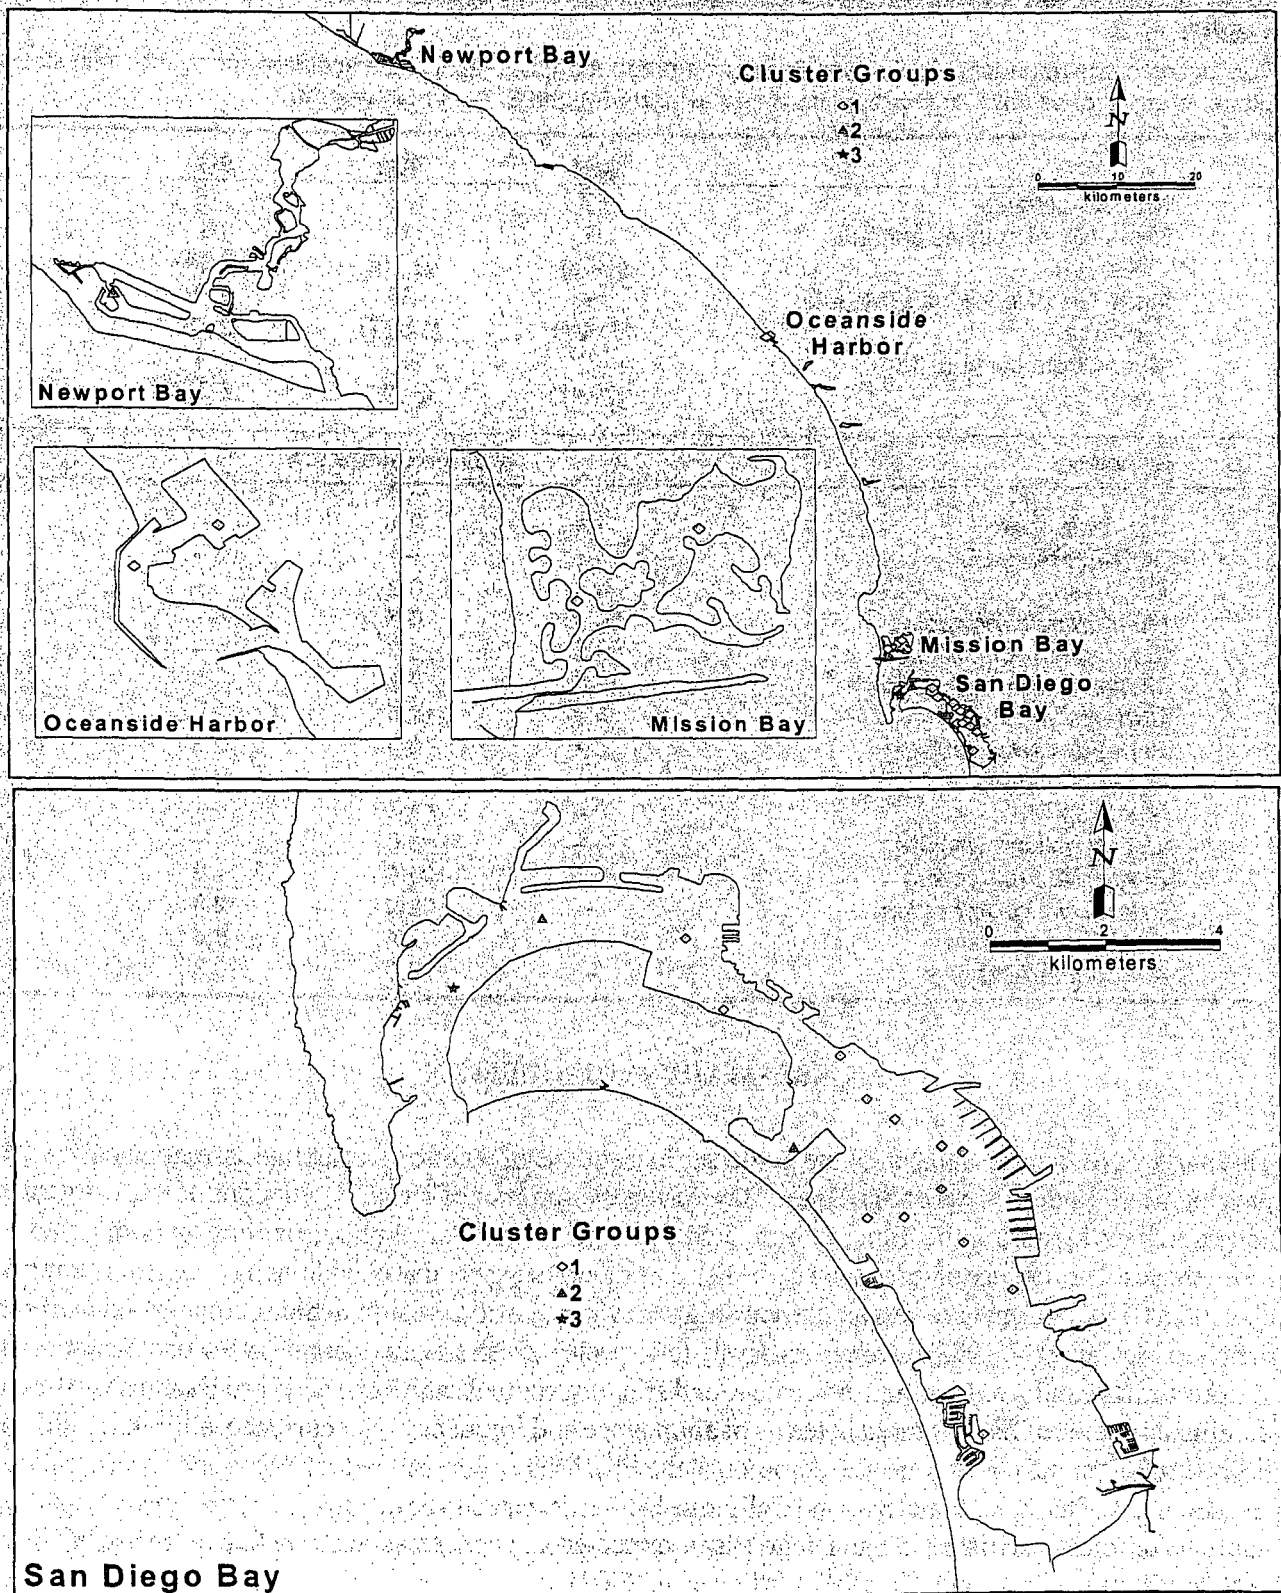 Newport Bay
Cluster Groups
1
2
3
N
0 10 20
kilometers
Newport Bay
Oceanside
Harbor
Oceanside Harbor
Mission Bay
Mission Bay
San Diego
Bay
N
0 2 4
kilometers
Cluster Groups
1
2
3
San Diego Bay